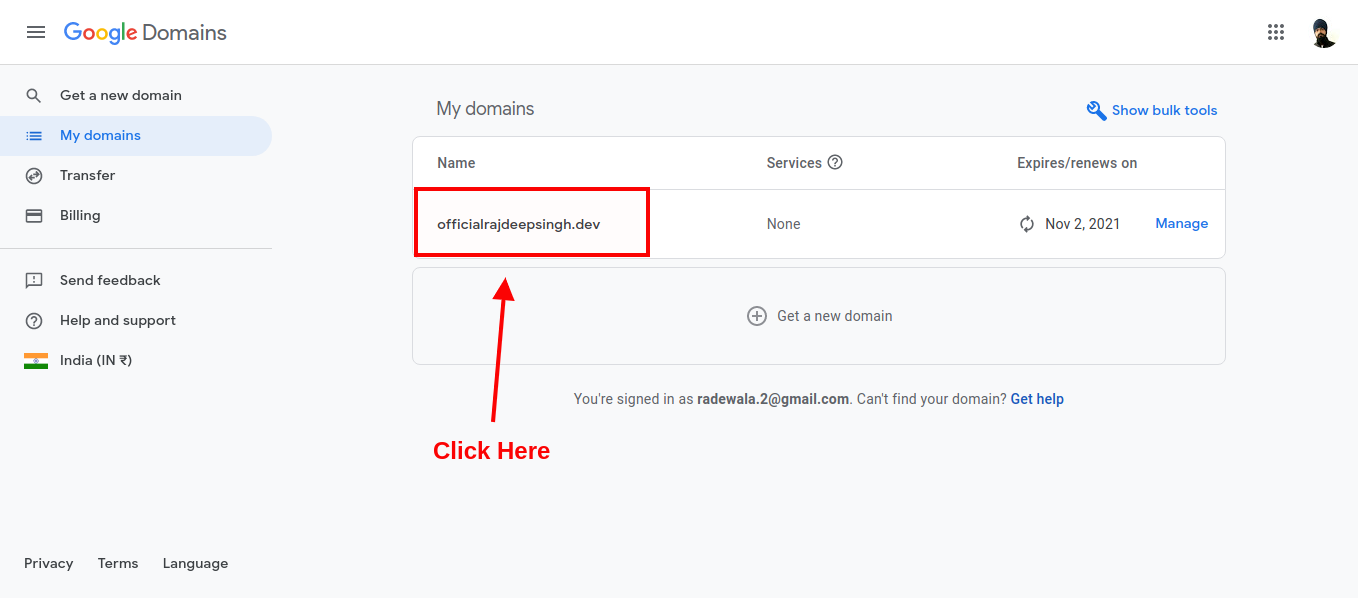 Google Domains
Get a new domain
My domains
Transfer
Billing
Send feedback
Help and support
India (IN ₹)
My domains
Show bulk tools
Name Services Expires/renews on
officialrajdeepsingh.dev None Nov 2, 2021 Manage
Get a new domain
You're signed in as radewala.2@gmail.com. Can't find your domain? Get help
Click Here
Privacy Terms Language